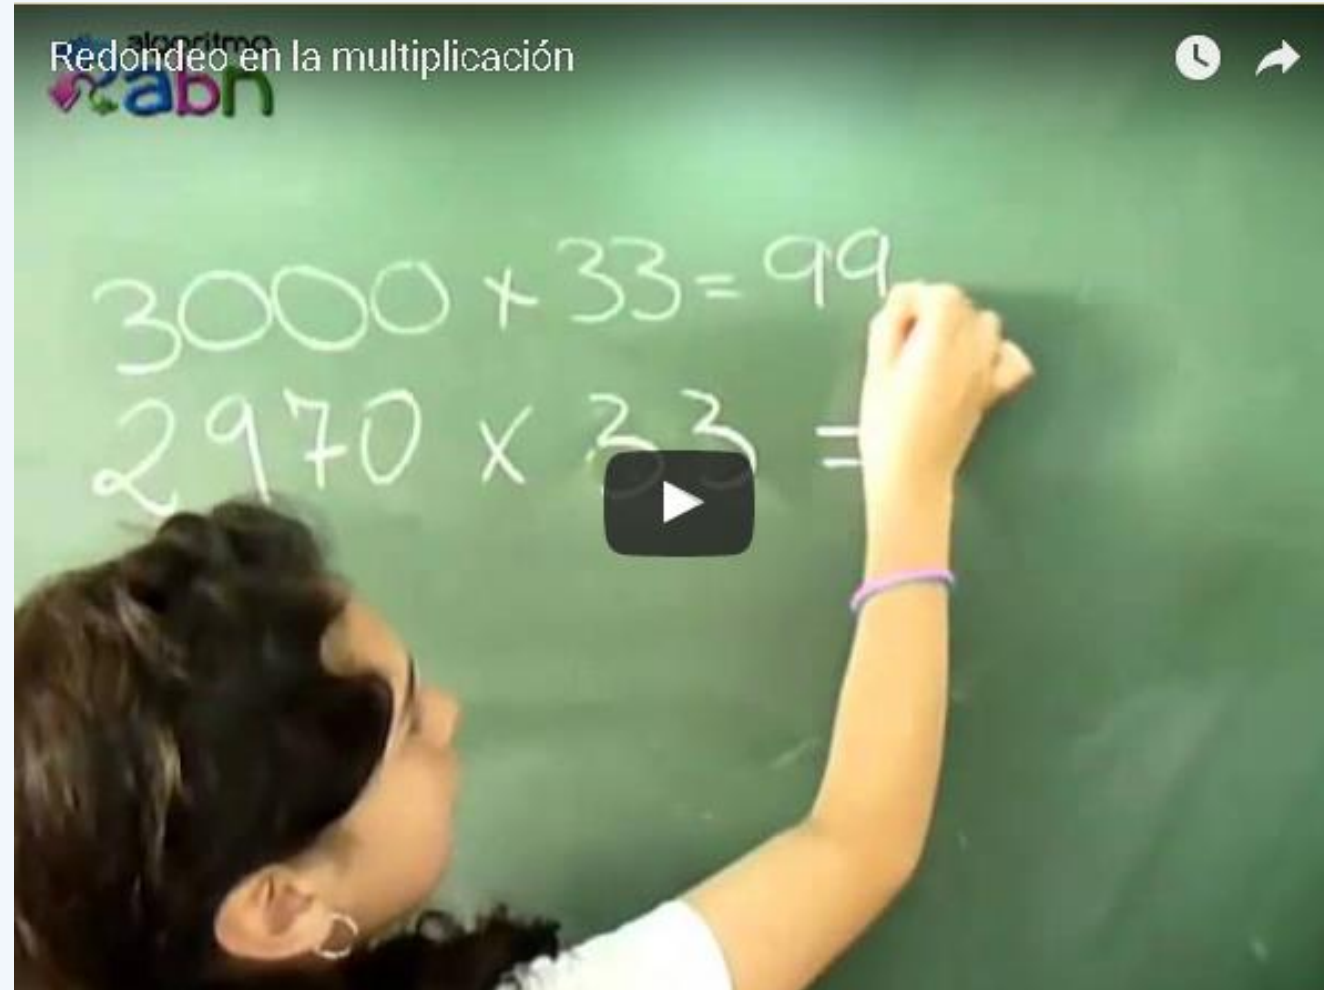 Redondeo en la multiplicación
algoritmo
abn
3000 x 33 = 99
2970 x 33 =